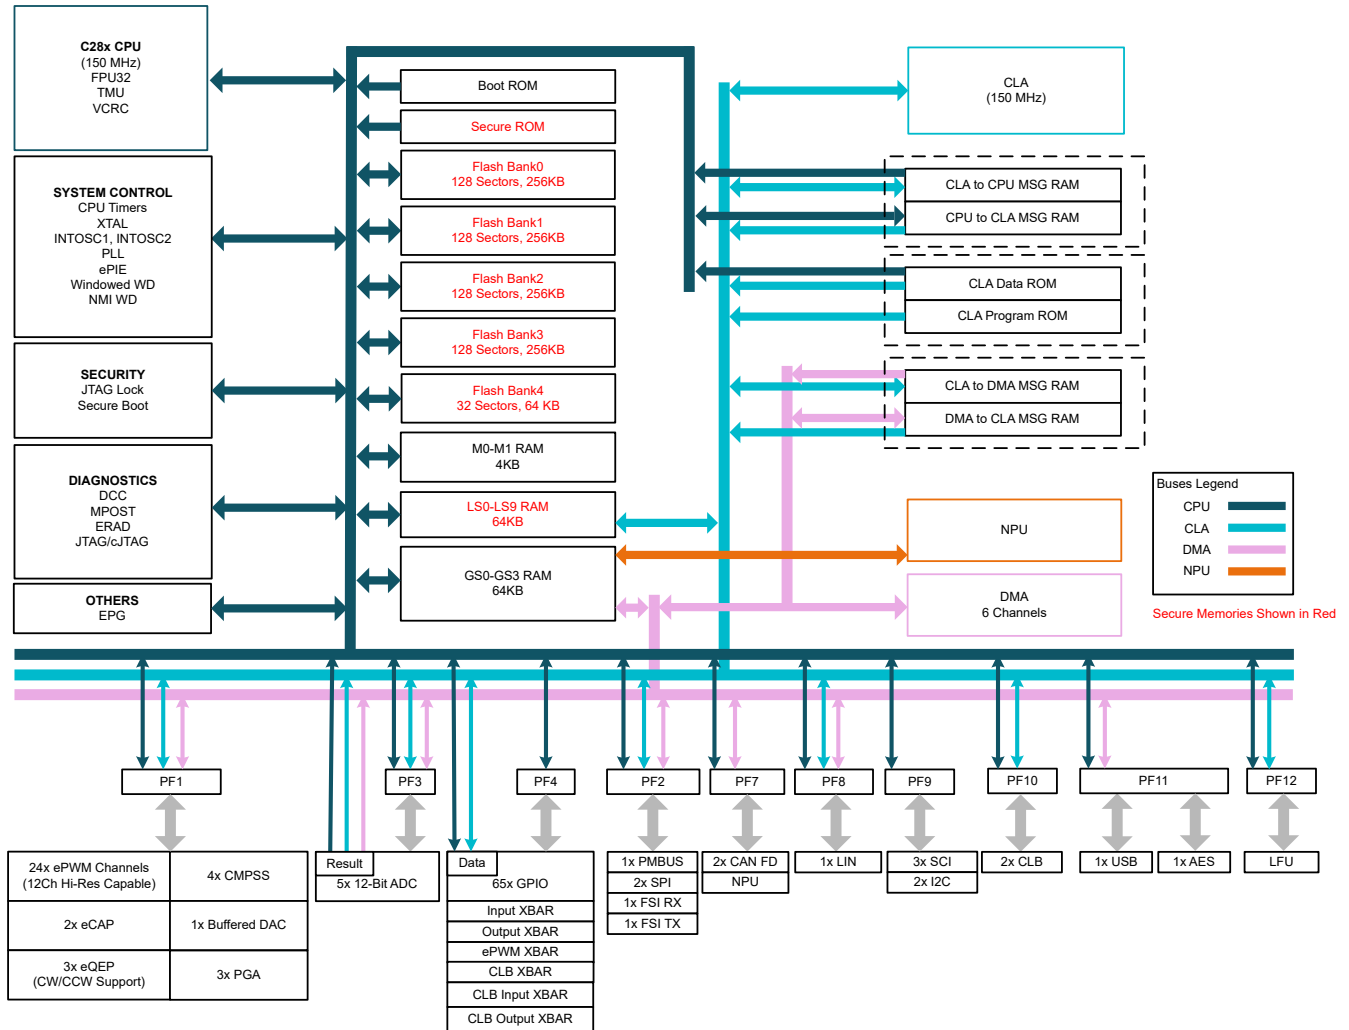 C28x CPU
(150 MHz)
FPU32
TMU
VCRC
SYSTEM CONTROL
CPU Timers
XTAL
INTOSC1, INTOSC2
PLL
ePIE
Windowed WD
NMI WD
SECURITY
JTAG Lock
Secure Boot
DIAGNOSTICS
DCC
MPOST
ERAD
JTAG/cJTAG
OTHERS
EPG
Boot ROM
Secure ROM
Flash Bank0
128 Sectors, 256KB
Flash Bank1
128 Sectors, 256KB
Flash Bank2
128 Sectors, 256KB
Flash Bank3
128 Sectors, 256KB
Flash Bank4
32 Sectors, 64 KB
M0-M1 RAM
4KB
LS0-LS9 RAM
64KB
GS0-GS3 RAM
64KB
CLA
(150 MHz)
CLA to CPU MSG RAM
CPU to CLA MSG RAM
CLA Data ROM
CLA Program ROM
CLA to DMA MSG RAM
DMA to CLA MSG RAM
NPU
DMA
6 Channels
Buses Legend
CPU
CLA
DMA
NPU
Secure Memories Shown in Red
PF1
PF3
PF4
PF2
PF7
PF8
PF9
PF10
PF11
PF12
24x ePWM Channels
(12Ch Hi-Res Capable)
4x CMPSS
2x eCAP
1x Buffered DAC
3x eQEP
(CW/CCW Support)
3x PGA
Result
5x 12-Bit ADC
Data
65x GPIO
Input XBAR
Output XBAR
ePWM XBAR
CLB XBAR
CLB Input XBAR
CLB Output XBAR
1x PMBUS
2x SPI
1x FSI RX
1x FSI TX
2x CAN FD
NPU
1x LIN
3x SCI
2x I2C
2x CLB
1x USB
1x AES
LFU